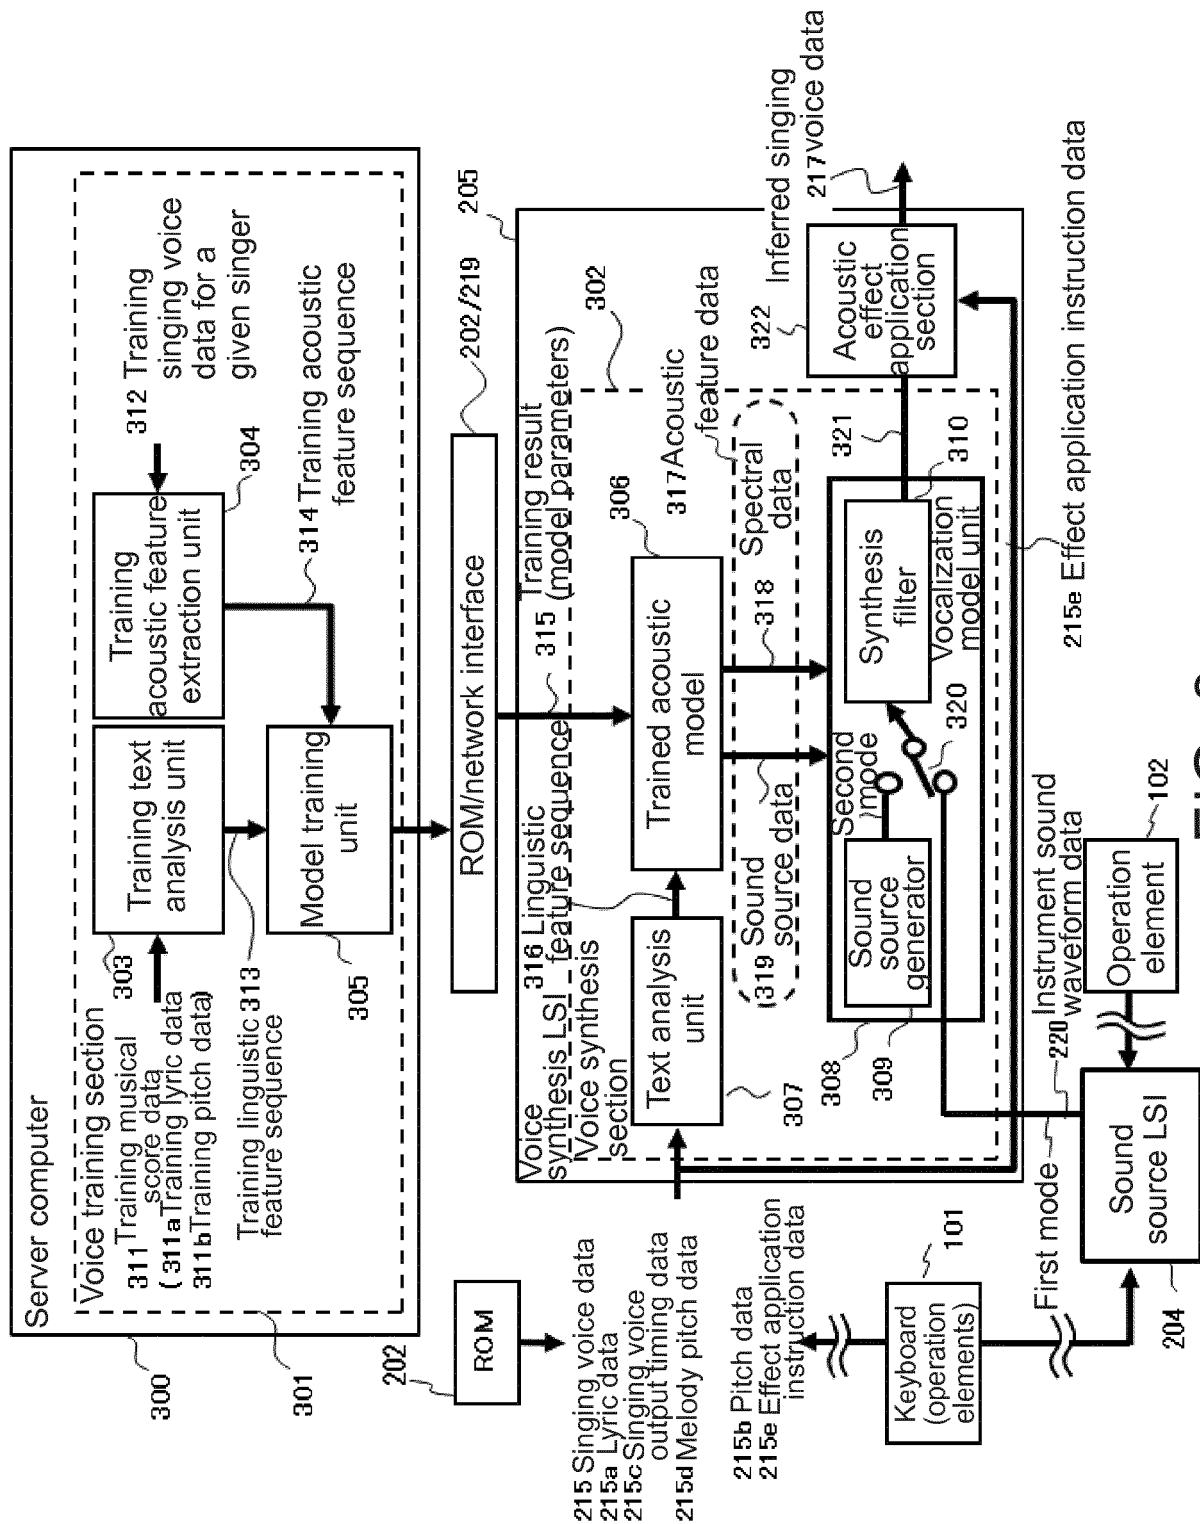 Server computer
300
Voice training section
301
311 Training musical
score data
( 311a Training lyric data
311b Training pitch data)
303
Training text
analysis unit
312 Training
singing voice
data for a
given singer
Training
acoustic feature
extraction unit
304
Training linguistic 313
feature sequence
314 Training acoustic
feature sequence
Model training
unit
305
202
ROM
ROM/network interface
202/219
215 Singing voice data
215a Lyric data
215c Singing voice
output timing data
215d Melody pitch data
215b Pitch data
215e Effect application
instruction data
Voice
synthesis LSI
205
Voice synthesis
section
302
316 Linguistic
feature sequence
315 Training result
(model parameters)
Text analysis
unit
307
Trained acoustic
model
306
317 Acoustic
feature data
319 Sound
source data
318 Spectral
data
308
309
Sound
source
generator
Second
mode
320
Synthesis
filter
310
Vocalization
model unit
321
322
Acoustic
effect
application
section
Inferred singing
217 voice data
215e Effect application instruction data
Keyboard
(operation
elements)
101
First mode
220
Instrument sound
waveform data
Sound
source LSI
204
Operation
element
102